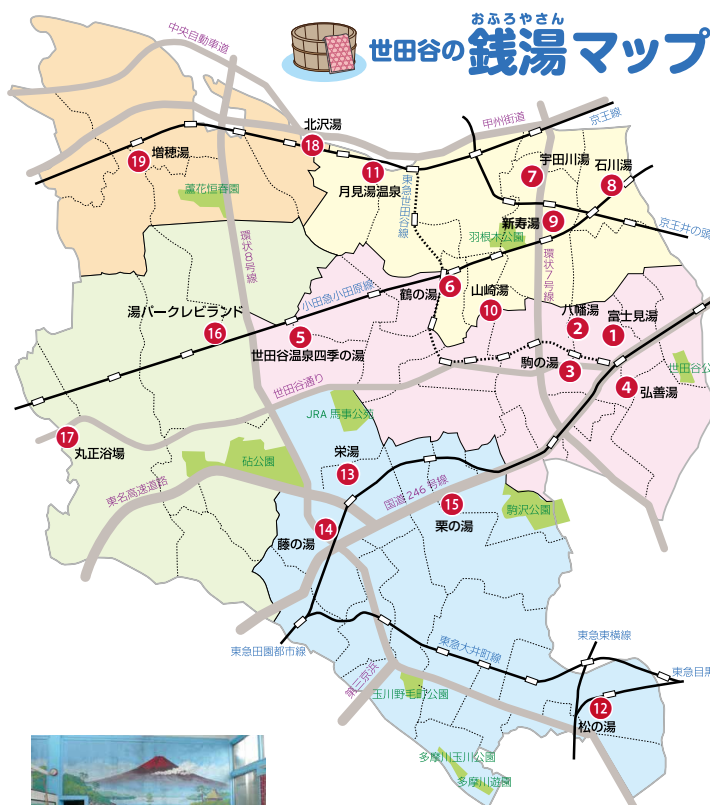 おふろやさん
世田谷の銭湯マップ
中央自動車道
甲州街道
京王線
北沢湯
18
増穂湯
19
11
月見湯温泉
東急世田谷線
宇田川湯
7
石川湯
8
新寿湯
9
羽根木公園
京王井の頭
蘆花恒春園
環状8号線
環状7号線
小田急小田原線
鶴の湯
6
山崎湯
10
湯パークレビランド
16
5
世田谷温泉四季の湯
八幡湯
2
富士見湯
1
駒の湯
3
4
弘善湯
世田谷公
世田谷通り
JRA 馬事公苑
17
丸正浴場
砧公園
東名高速道路
栄湯
13
国道246号線
15
栗の湯
駒沢公園
14
藤の湯
東急田園都市線
東急大井町線
東急東横線
東急目黒
第三京浜
玉川野毛町公園
12
松の湯
多摩川玉川公園
多摩川遊園